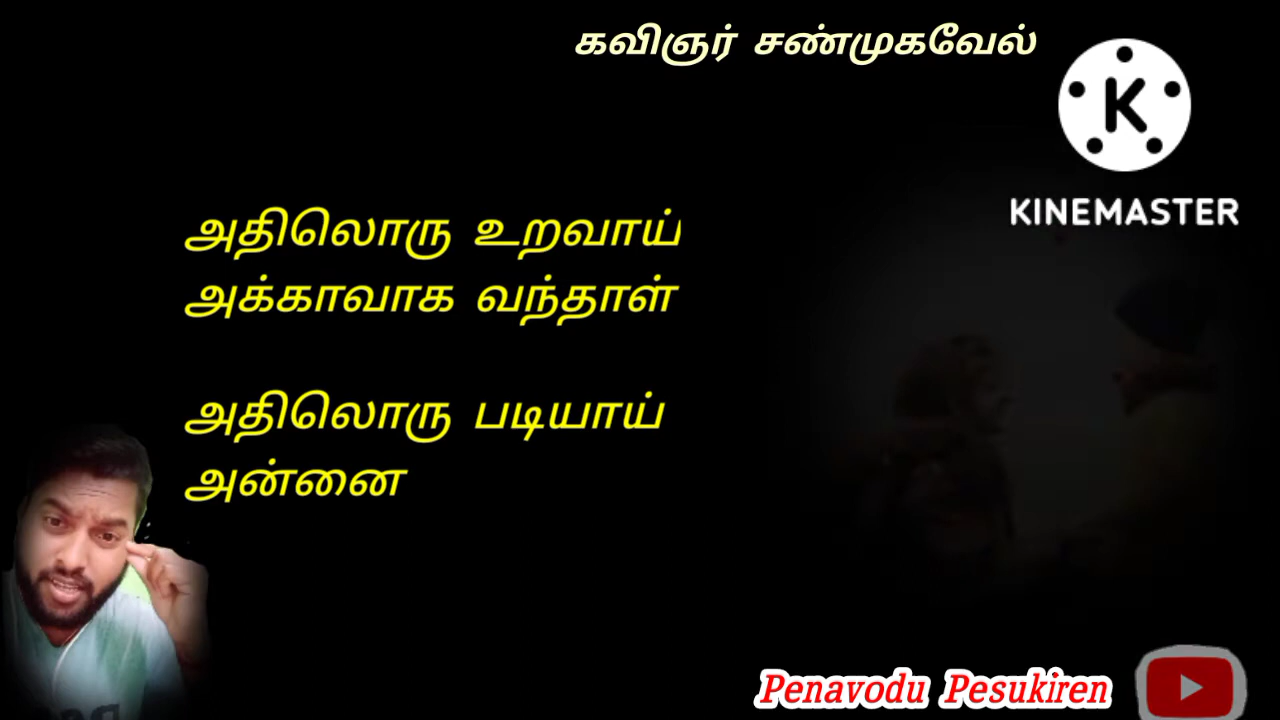 கவிஞர் சண்முகவேல்
KINEMASTER
அதிலொரு உறவாய்
அக்காவாக வந்தாள்
அதிலொரு படியாய்
அன்னை
Penavodu Pesukiren